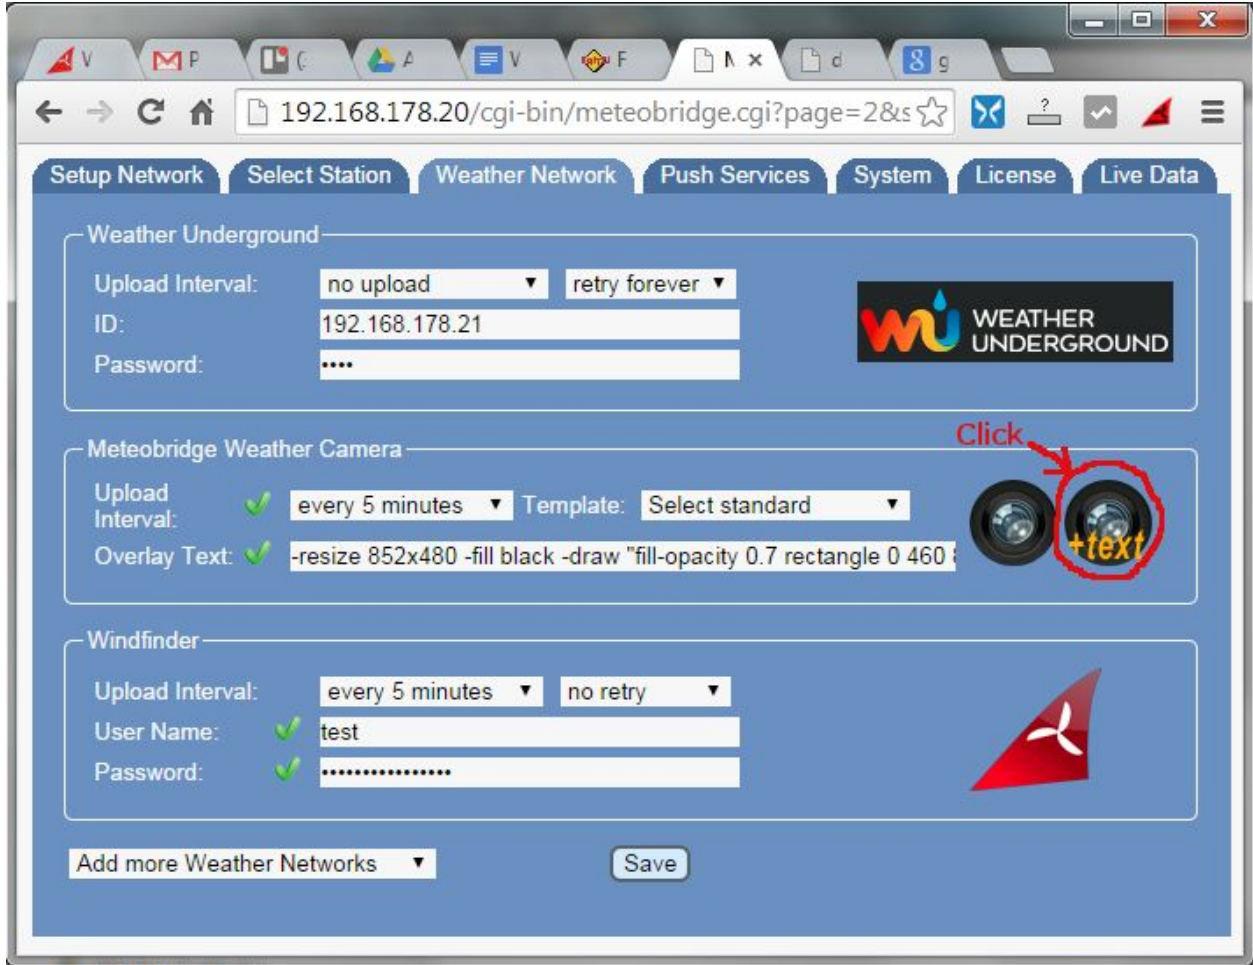 V
P
A
V
F
d
g
192.168.178.20/cgi-bin/meteobridge.cgi?page=2&s
Setup Network Select Station Weather Network Push Services System License Live Data
Weather Underground
Upload Interval: no upload retry forever
ID: 192.168.178.21
Password: ••••
WU WEATHER
UNDERGROUND
Click
Meteobridge Weather Camera
Upload
Interval: every 5 minutes Template: Select standard
Overlay Text: -resize 852x480 -fill black -draw "fill-opacity 0.7 rectangle 0 460
+text
Windfinder
Upload Interval: every 5 minutes no retry
User Name: test
Password: ••••••••••••••••
Add more Weather Networks Save